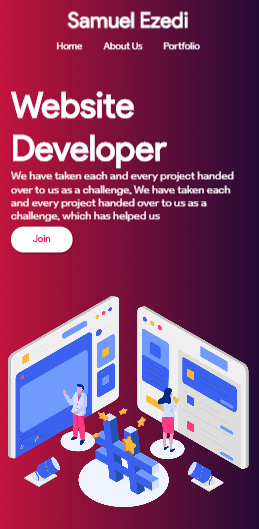 Samuel Ezedi
Home About Us Portfolio
Website
Developer
We have taken each and every project handed
over to us as a challenge, We have taken each
and every project handed over to us as a
challenge, which has helped us
Join